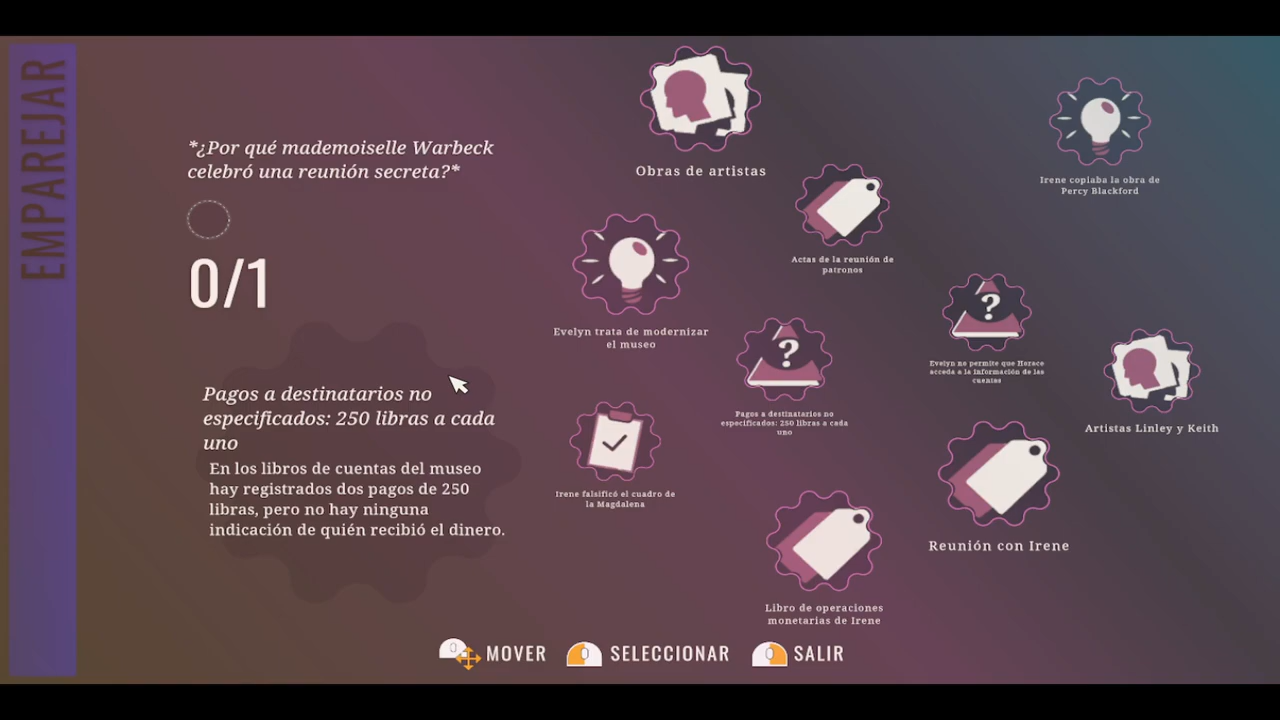 EMPAREJAR
*¿Por qué mademoiselle Warbeck
celebró una reunión secreta?*
0/1
Pagos a destinatarios no
especificados: 250 libras a cada
uno
En los libros de cuentas del museo
hay registrados dos pagos de 250
libras, pero no hay ninguna
indicación de quién recibió el dinero.
Obras de artistas
Irene copiaba la obra de
Percy Blackford
Actas de la reunión de
patronos
Evelyn trata de modernizar
el museo
?
Evelyn no permite que Horace
acceda a la información de las
cuentas
?
Pagos a destinatarios no
especificados: 250 libras a cada
uno
Artistas Linley y Keith
Irene falsificó el cuadro de
la Magdalena
Reunión con Irene
Libro de operaciones
monetarias de Irene
MOVER
SELECCIONAR
SALIR